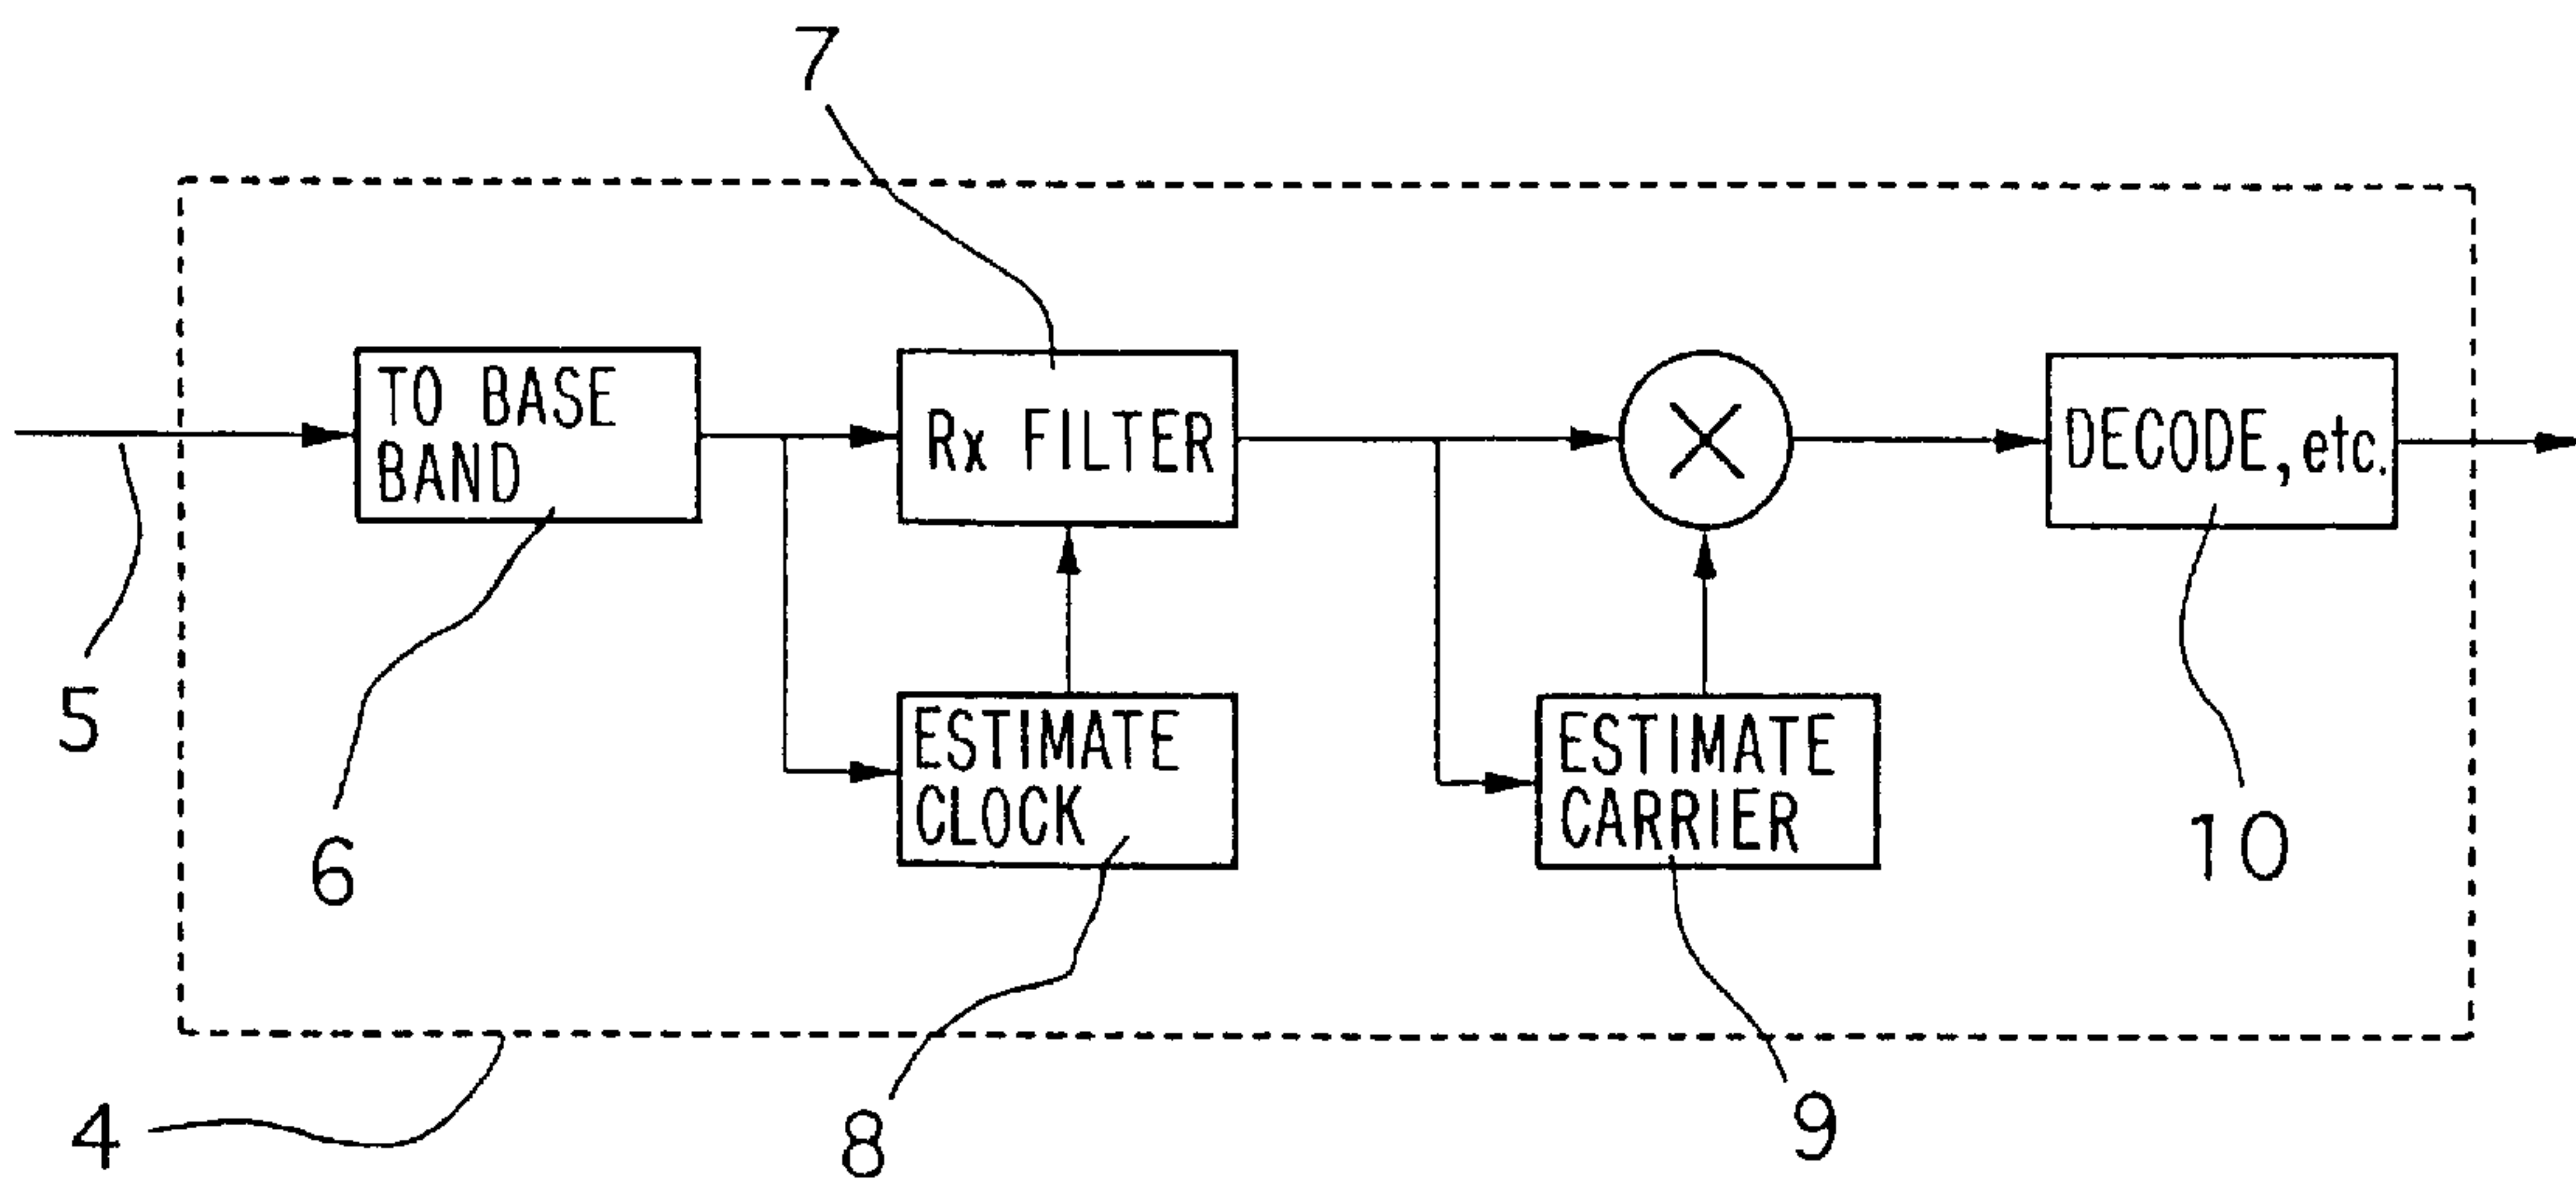 7
TO BASE
BAND
Rx FILTER
DECODE, etc.
5
ESTIMATE
CLOCK
ESTIMATE
CARRIER
6
10
4
8
9